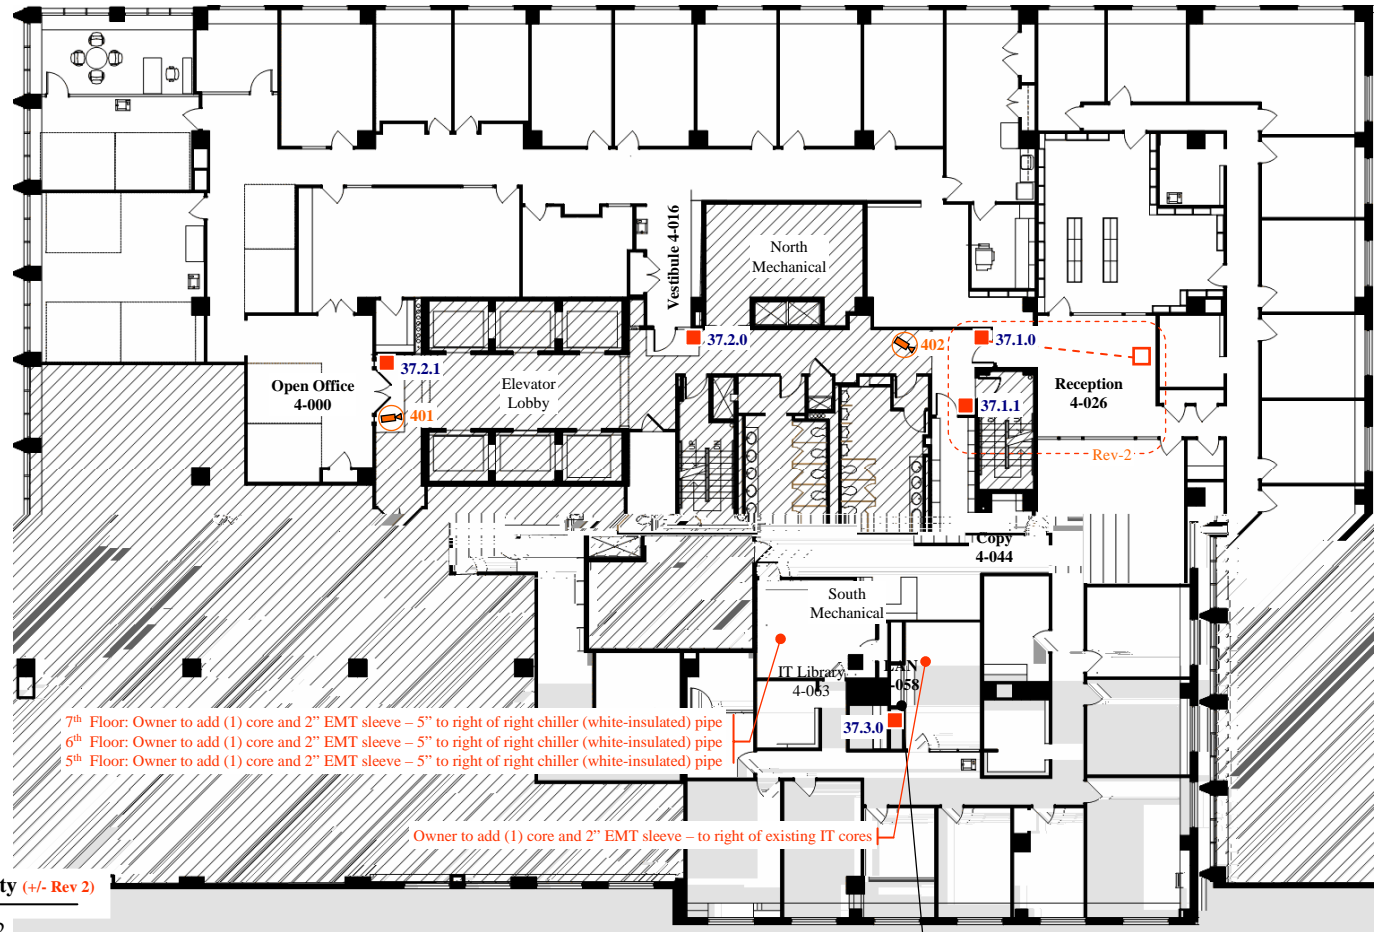 North
Mechanical
Vestibule 4-016
37.2.0
402
37.1.0
37.2.1
Open Office
4-000
Elevator
Lobby
Reception
4-026
401
37.1.1
Rev-2
UP
DN
Copy
4-044
South
Mechanical
IT Library
4-063
LAN
-058
37.3.0
7th Floor: Owner to add (1) core and 2” EMT sleeve – 5” to right of right chiller (white-insulated) pipe
6th Floor: Owner to add (1) core and 2” EMT sleeve – 5” to right of right chiller (white-insulated) pipe
5th Floor: Owner to add (1) core and 2” EMT sleeve – 5” to right of right chiller (white-insulated) pipe
Owner to add (1) core and 2” EMT sleeve – to right of existing IT cores
ty (+/- Rev 2)
2